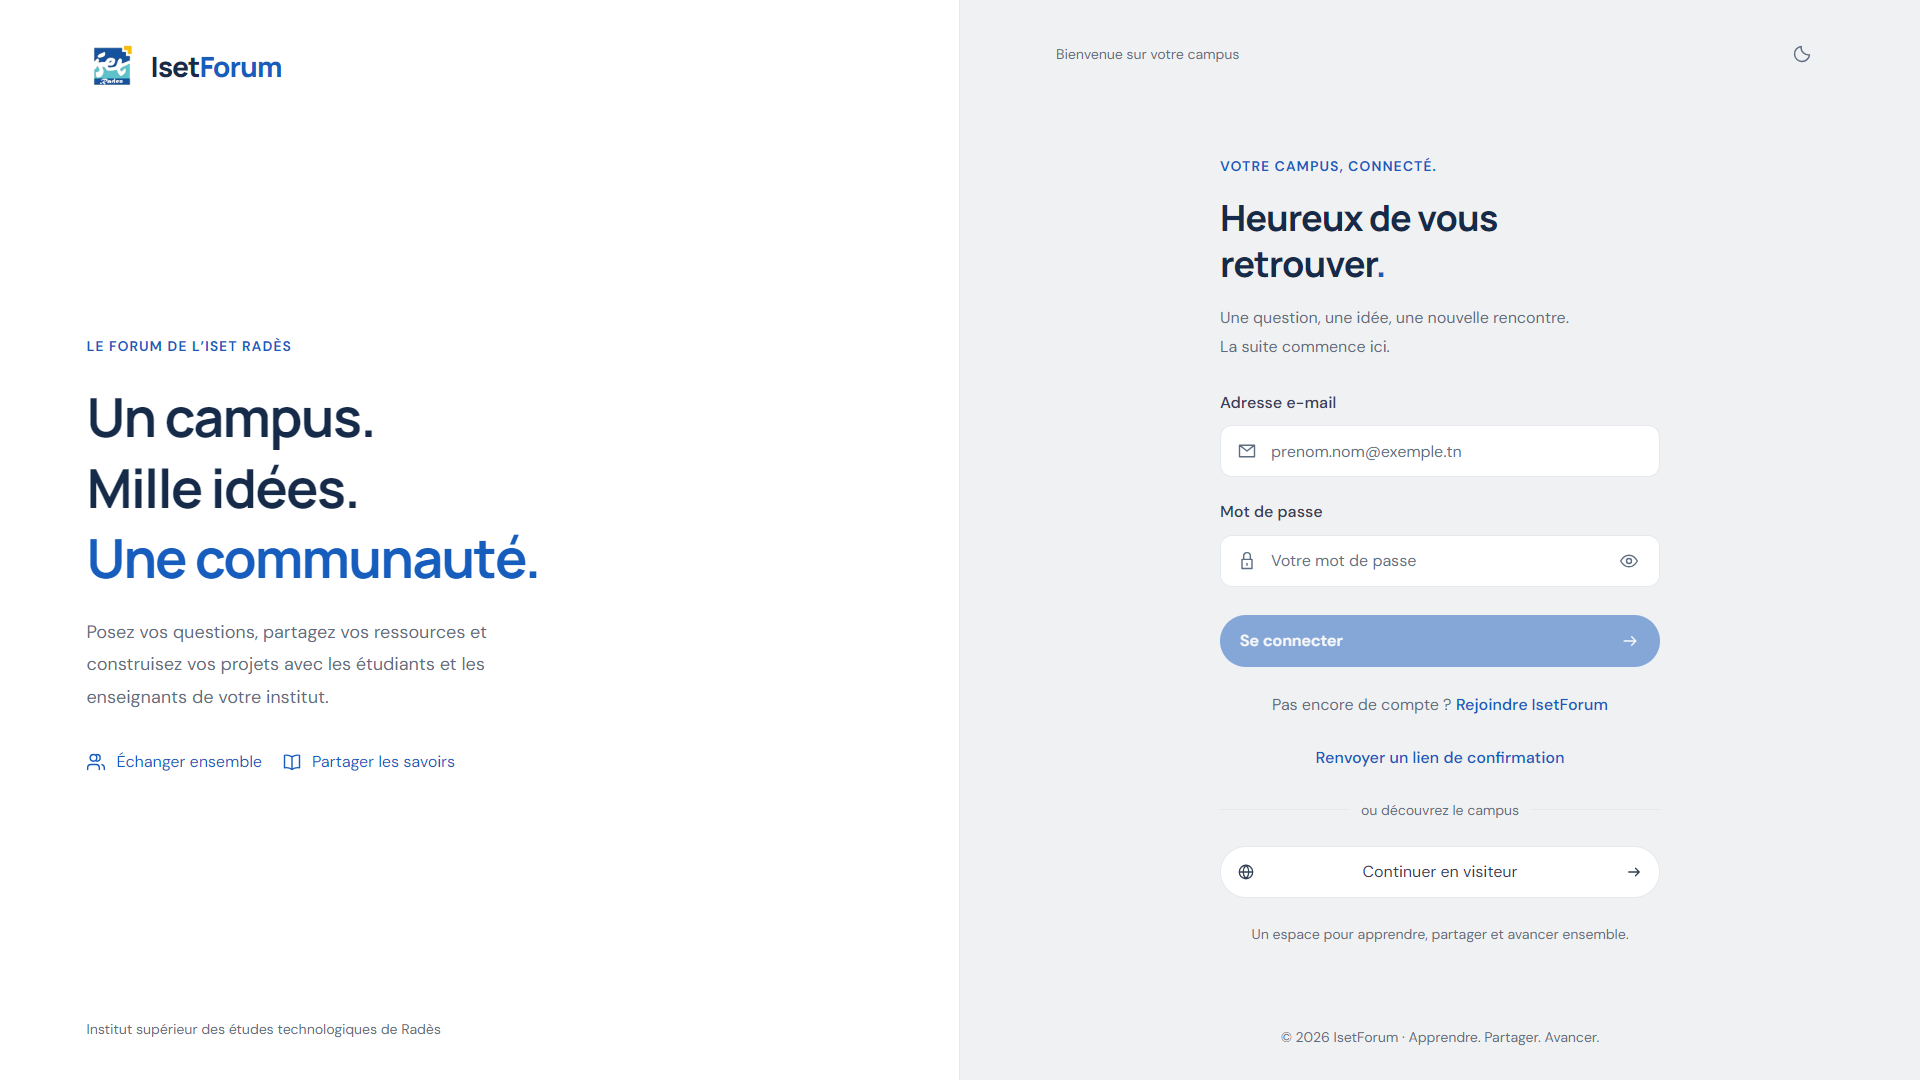 iset
Rades
IsetForum
LE FORUM DE L’ISET RADÈS
Un campus.
Mille idées.
Une communauté.
Posez vos questions, partagez vos ressources et
construisez vos projets avec les étudiants et les
enseignants de votre institut.
Échanger ensemble
Partager les savoirs
Institut supérieur des études technologiques de Radès
Bienvenue sur votre campus
VOTRE CAMPUS, CONNECTÉ.
Heureux de vous
retrouver.
Une question, une idée, une nouvelle rencontre.
La suite commence ici.
Adresse e-mail
prenom.nom@exemple.tn
Mot de passe
Votre mot de passe
Se connecter
Pas encore de compte ? Rejoindre IsetForum
Renvoyer un lien de confirmation
ou découvrez le campus
Continuer en visiteur
Un espace pour apprendre, partager et avancer ensemble.
© 2026 IsetForum · Apprendre. Partager. Avancer.